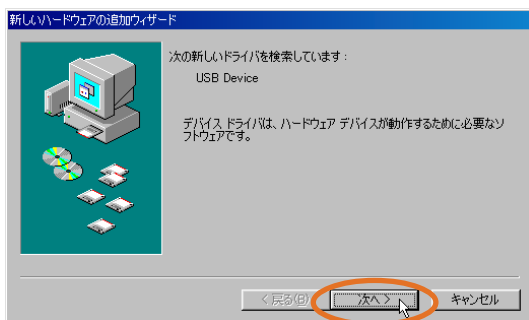 新しいハードウェアの追加ウィザード
次の新しいドライバを検索しています :
USB Device
デバイス ドライバは、ハードウェア デバイスが動作するために必要なソ
フトウェアです。
< 戻る(B) 次へ > キャンセル